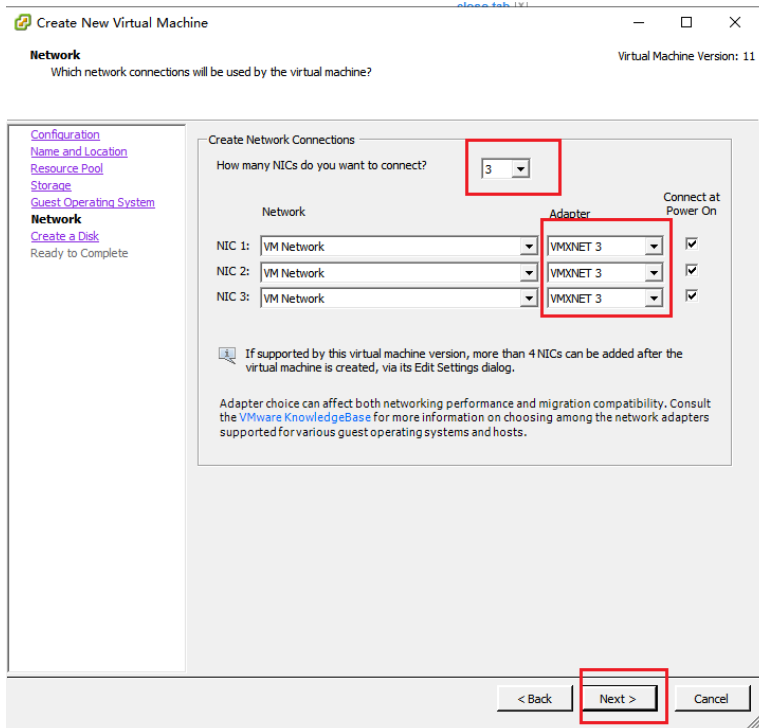 close tab [X]
Create New Virtual Machine
Network
Which network connections will be used by the virtual machine?
Virtual Machine Version: 11
Configuration
Name and Location
Resource Pool
Storage
Guest Operating System
Network
Create a Disk
Ready to Complete
Create Network Connections
How many NICs do you want to connect?
3
Network
Adapter
Connect at
Power On
NIC 1: VM Network VMXNET 3
NIC 2: VM Network VMXNET 3
NIC 3: VM Network VMXNET 3
If supported by this virtual machine version, more than 4 NICs can be added after the
virtual machine is created, via its Edit Settings dialog.
Adapter choice can affect both networking performance and migration compatibility. Consult
the VMware KnowledgeBase for more information on choosing among the network adapters
supported for various guest operating systems and hosts.
< Back
Next >
Cancel